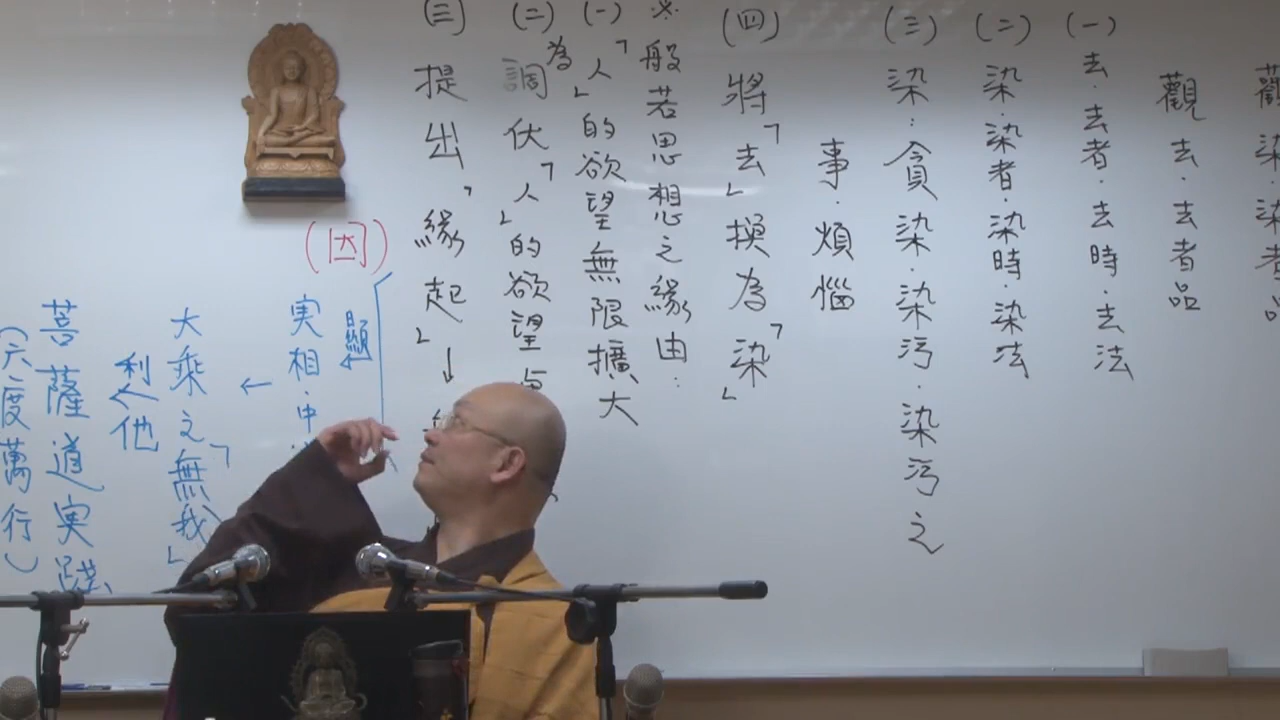 觀染·染者品
觀去·去者品
(一)去·去者·去時·去法
(二)染·染者·染時·染法
(三)染：貪染·染污·染污之
事·煩惱
(四)將「去」換為「染」
※般若思想之緣由：
(一)「人」的欲望無限擴大
(二)為調伏「人」的欲望
(三)提出「緣起」↓
(因)
顯
实相·中
←
大乘之「無我」
利他
←
菩薩道实踐
(六度萬行)